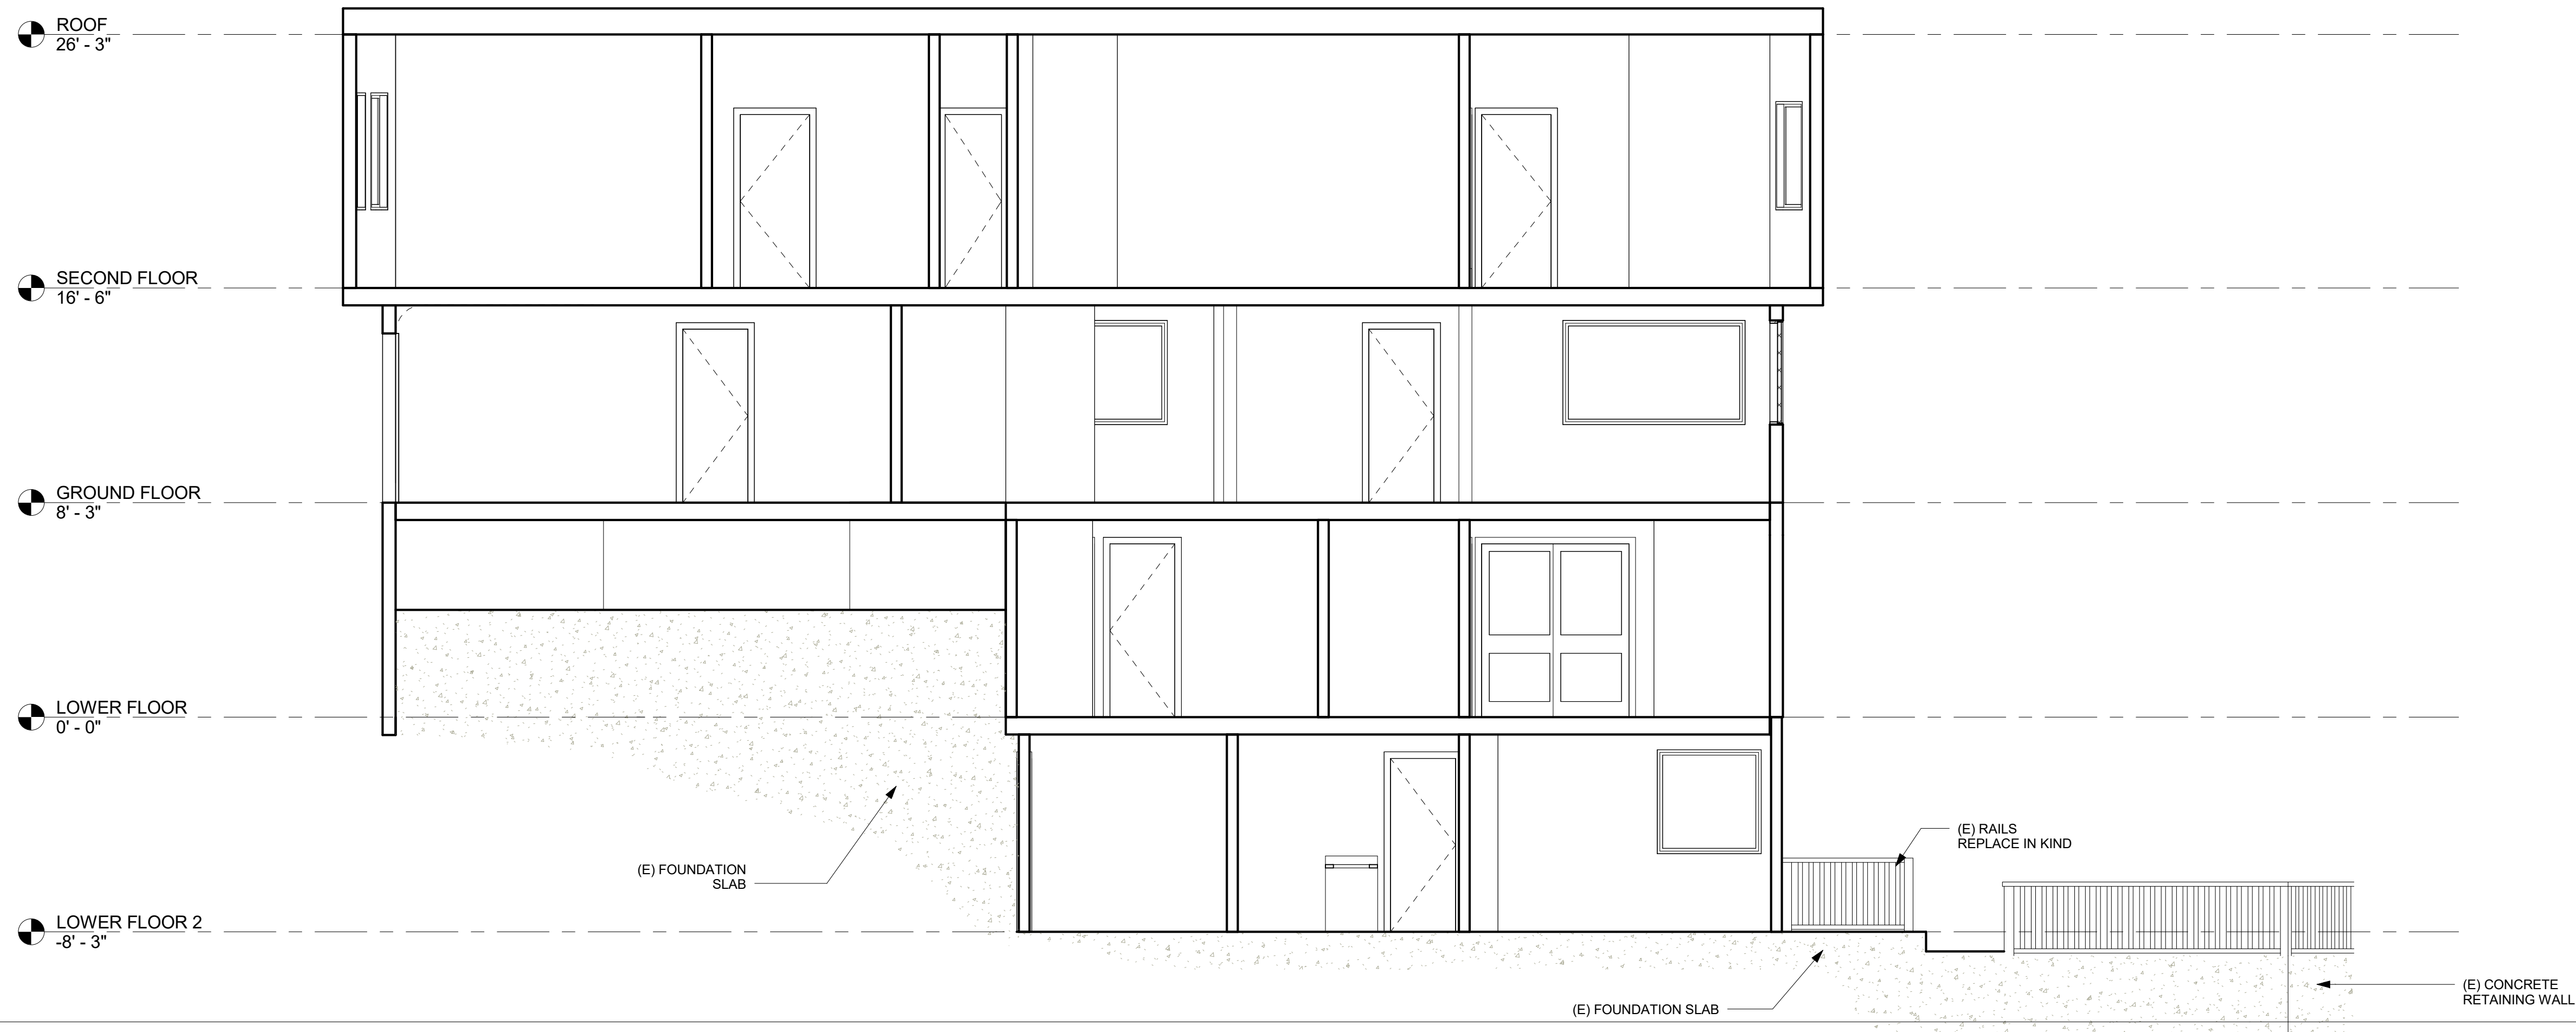 ROOF
26' - 3"
SECOND FLOOR
16' - 6"
GROUND FLOOR
8' - 3"
LOWER FLOOR
0' - 0"
(E) RAILS
REPLACE IN KIND
(E) FOUNDATION
SLAB
LOWER FLOOR 2
-8' - 3"
(E) CONCRETE
RETAINING WALL
(E) FOUNDATION SLAB